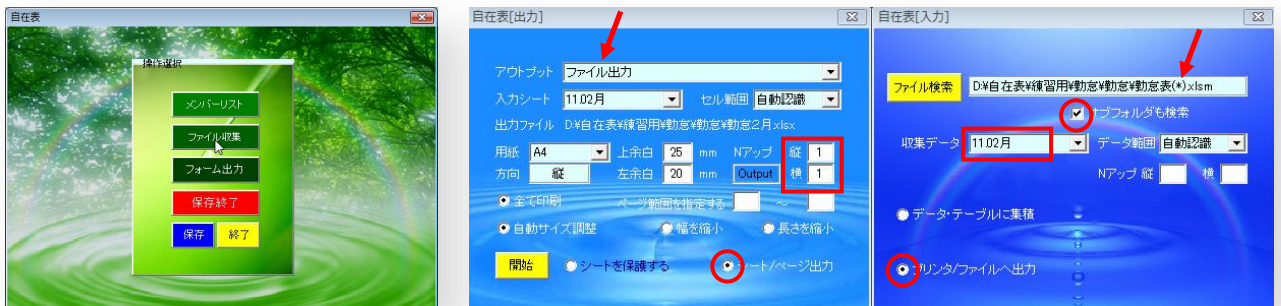 自在表
操作選択
メンバーリスト
ファイル収集
フォーム出力
保存終了
保存 終了
自在表[出力]
アウトプット ファイル出力
入力シート 11.02月 セル範囲 自動認識
出力ファイル D:¥自在表¥練習用¥勤怠¥勤怠¥勤怠2月.xlsx
用紙 A4 上余白 25 mm Nアップ 縦 1
方向 縦 左余白 20 mm Output 横 1
全て印刷 ページ範囲を指定する ～
自動サイズ調整 幅を縮小 長さを縮小
開始 シートを保護する シート/ページ出力
自在表[入力]
ファイル検索 D:¥自在表¥練習用¥勤怠¥勤怠¥勤怠表(*).xlsm
サブフォルダも検索
収集データ 11.02月 データ範囲 自動認識
Nアップ 縦 横
データ・テーブルに集積
プリンタ/ファイルへ出力